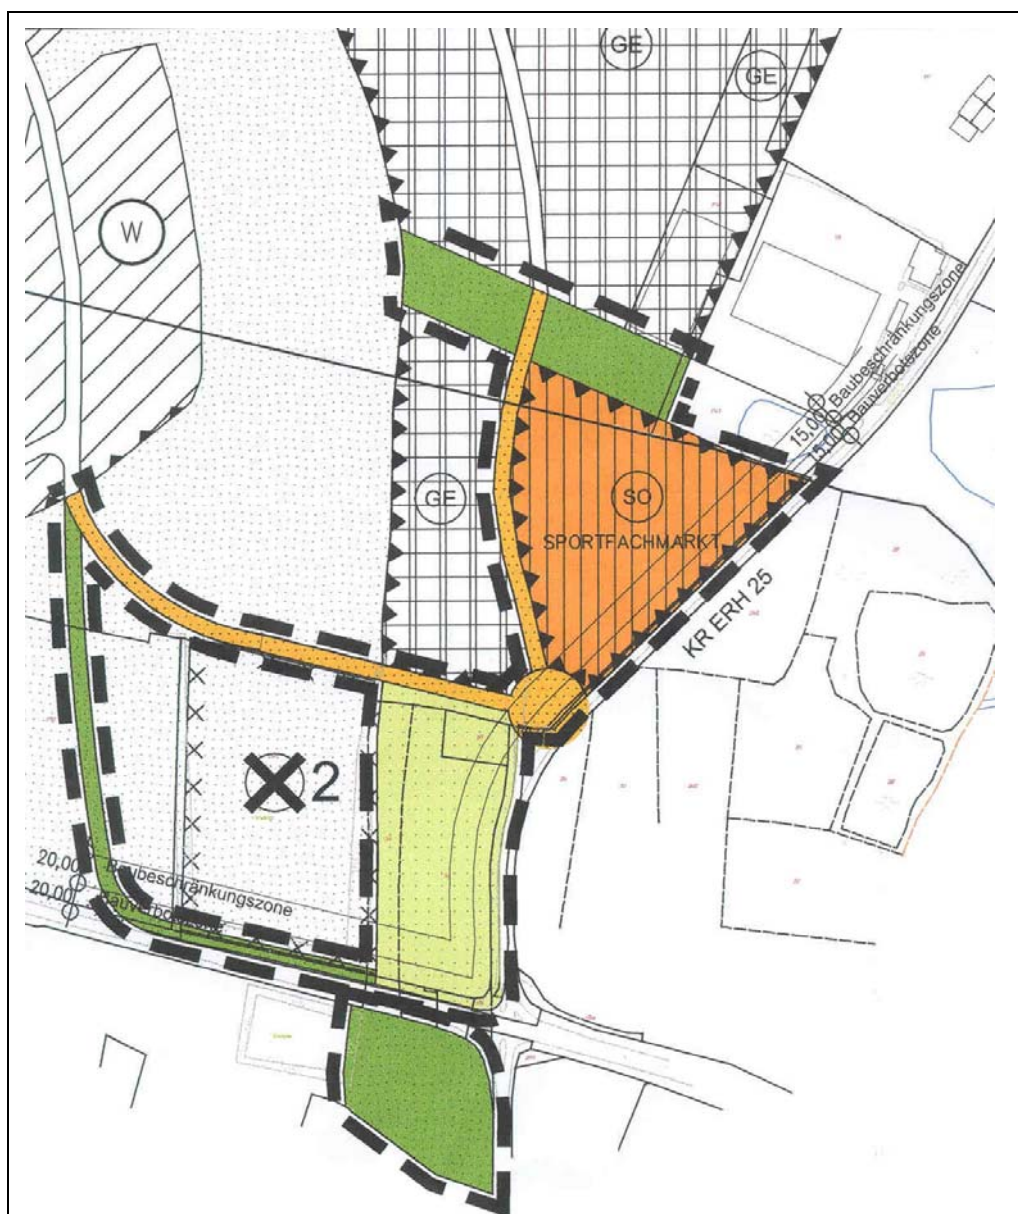 GE
GE
W
Baubeschränkungszone
Bauverbotszone
15,00
15,00
GE
SO
SPORTFACHMARKT
KR ERH 25
2
20,00
Baubeschränkungszone
20,00
Bauverbotszone